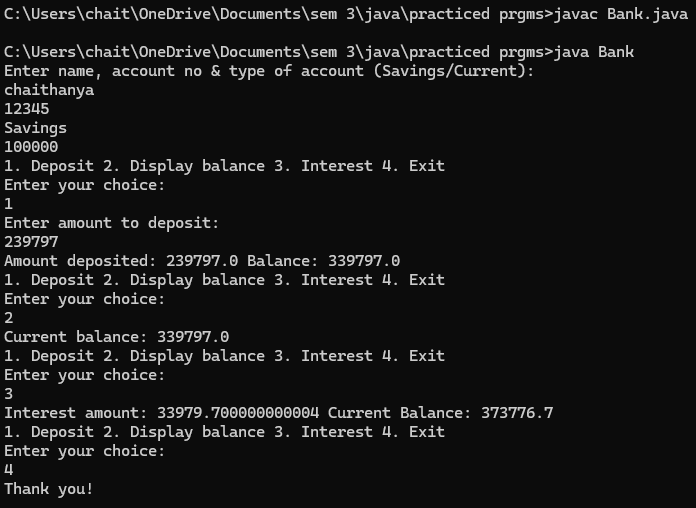 C:\Users\chait\OneDrive\Documents\sem 3\java\practiced prgms>javac Bank.java
C:\Users\chait\OneDrive\Documents\sem 3\java\practiced prgms>java Bank
Enter name, account no & type of account (Savings/Current):
chaithanya
12345
Savings
100000
1. Deposit 2. Display balance 3. Interest 4. Exit
Enter your choice:
1
Enter amount to deposit:
239797
Amount deposited: 239797.0 Balance: 339797.0
1. Deposit 2. Display balance 3. Interest 4. Exit
Enter your choice:
2
Current balance: 339797.0
1. Deposit 2. Display balance 3. Interest 4. Exit
Enter your choice:
3
Interest amount: 33979.700000000004 Current Balance: 373776.7
1. Deposit 2. Display balance 3. Interest 4. Exit
Enter your choice:
4
Thank you!